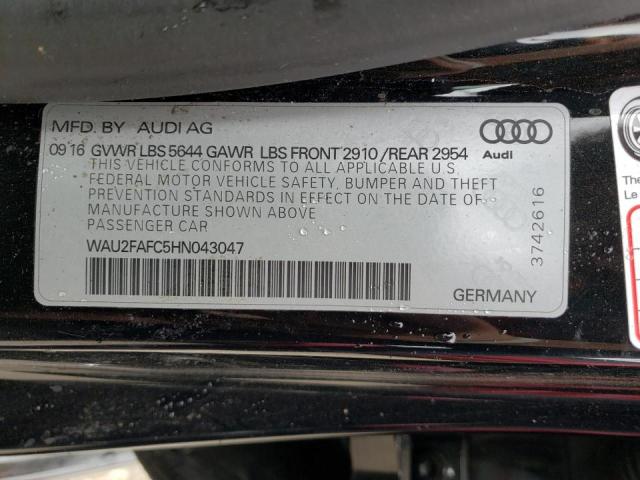 MFD. BY AUDI AG
Audi
09 16 GVWR LBS 5644 GAWR LBS FRONT 2910 / REAR 2954
THIS VEHICLE CONFORMS TO ALL APPLICABLE U.S.
FEDERAL MOTOR VEHICLE SAFETY, BUMPER AND THEFT
PREVENTION STANDARDS IN EFFECT ON THE DATE OF
MANUFACTURE SHOWN ABOVE
PASSENGER CAR
WAU2FAFC5HN043047
GERMANY
3742616
The
Le